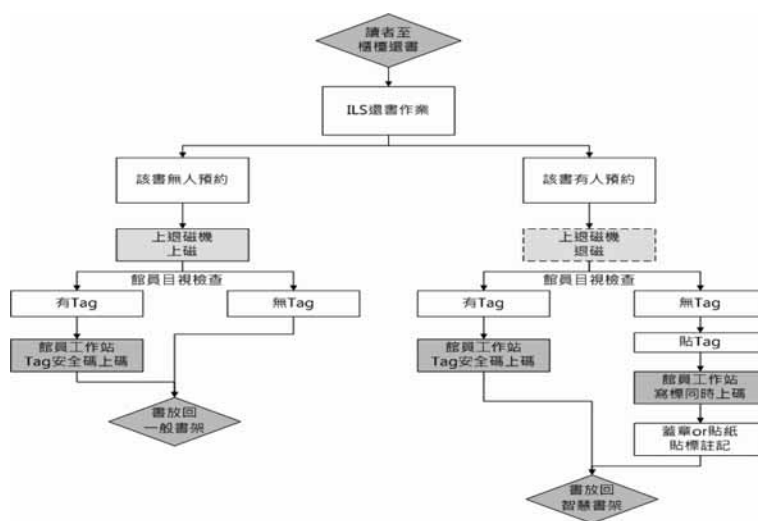 讀者至
櫃檯還書
ILS還書作業
該書無人預約
該書有人預約
上退磁機
上磁
上退磁機
退磁
館員目視檢查
館員目視檢查
有Tag
無Tag
有Tag
無Tag
貼Tag
館員工作站
Tag安全碼上碼
館員工作站
Tag安全碼上碼
館員工作站
寫標同時上碼
書放回
一般書架
蓋章or貼紙
貼標註記
書放回
智慧書架